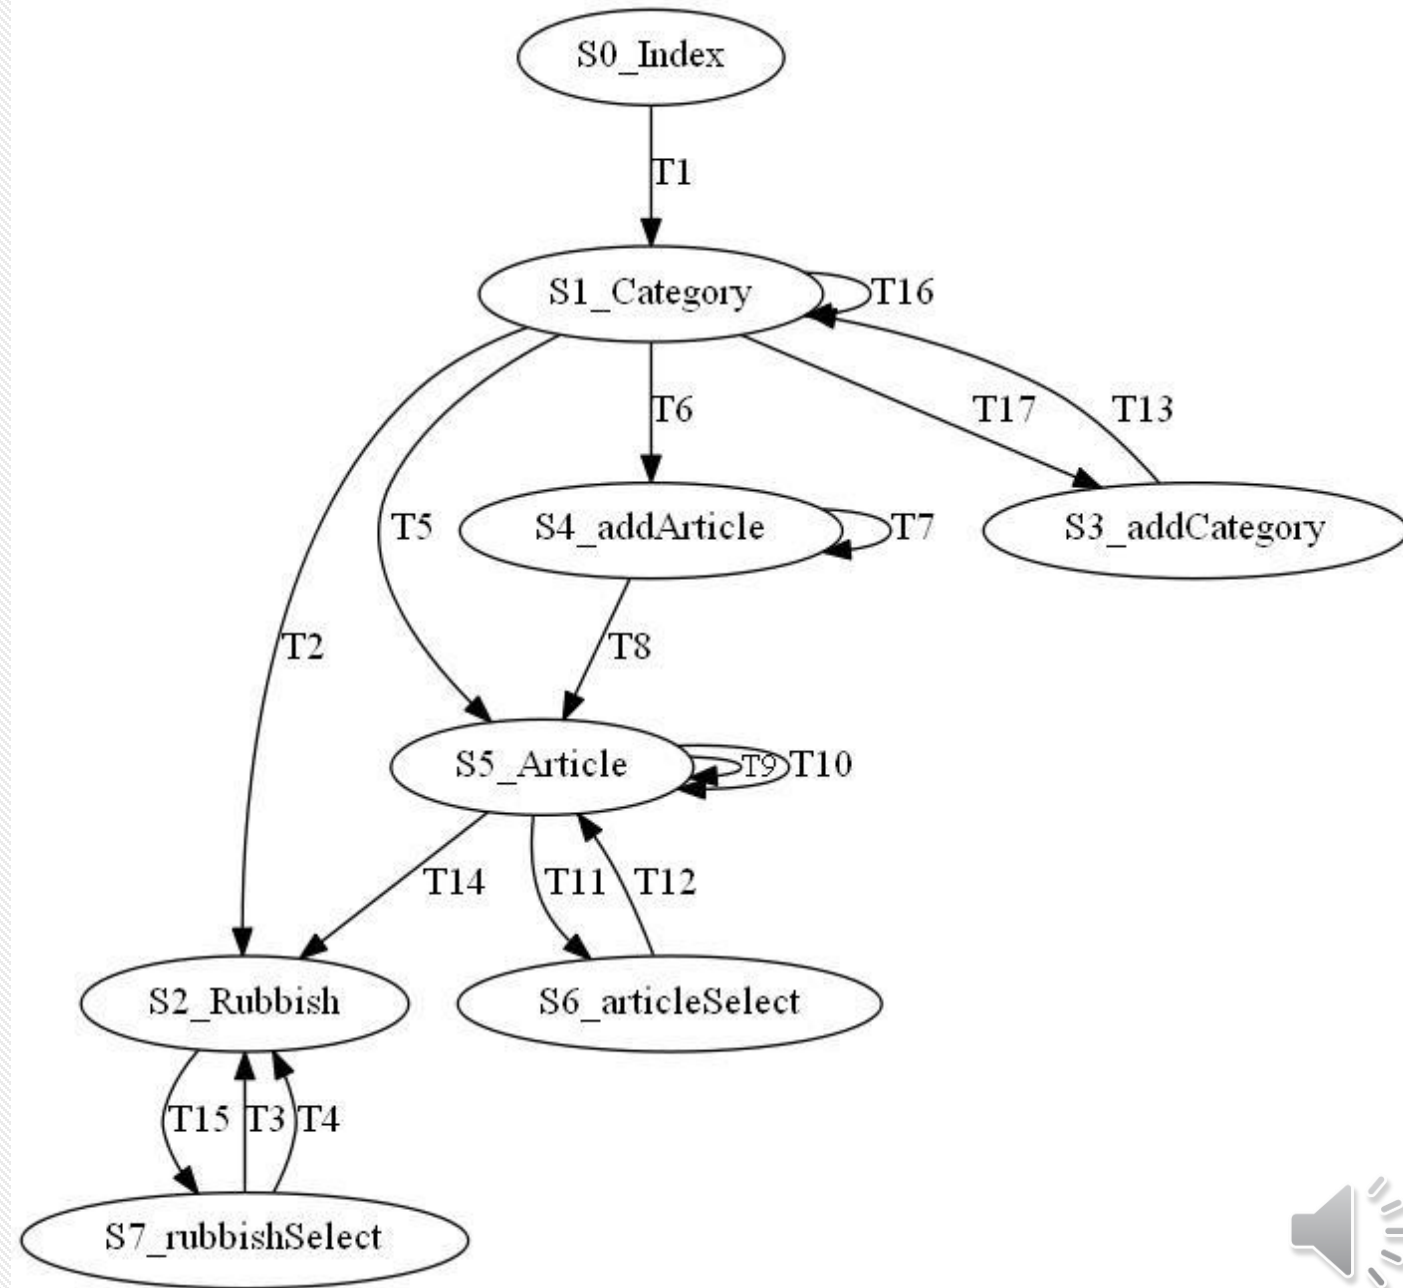 S0_Index
T1
S1_Category
T16
T6
T17
T13
T5
S4_addArticle
T7
S3_addCategory
T2
T8
S5_Article
T9
T10
T14
T11
T12
S2_Rubbish
S6_articleSelect
T15
T3
T4
S7_rubbishSelect